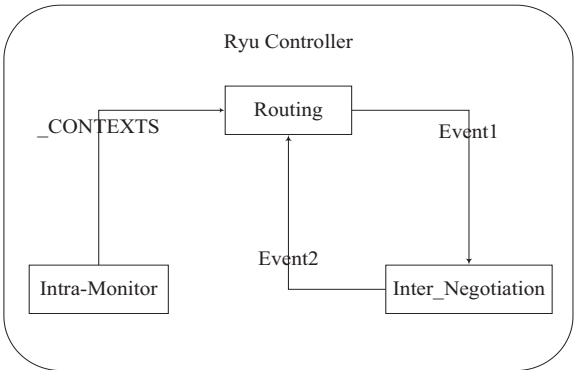 Ryu Controller
Routing
_CONTEXTS
Event1
Event2
Intra-Monitor
Inter_Negotiation